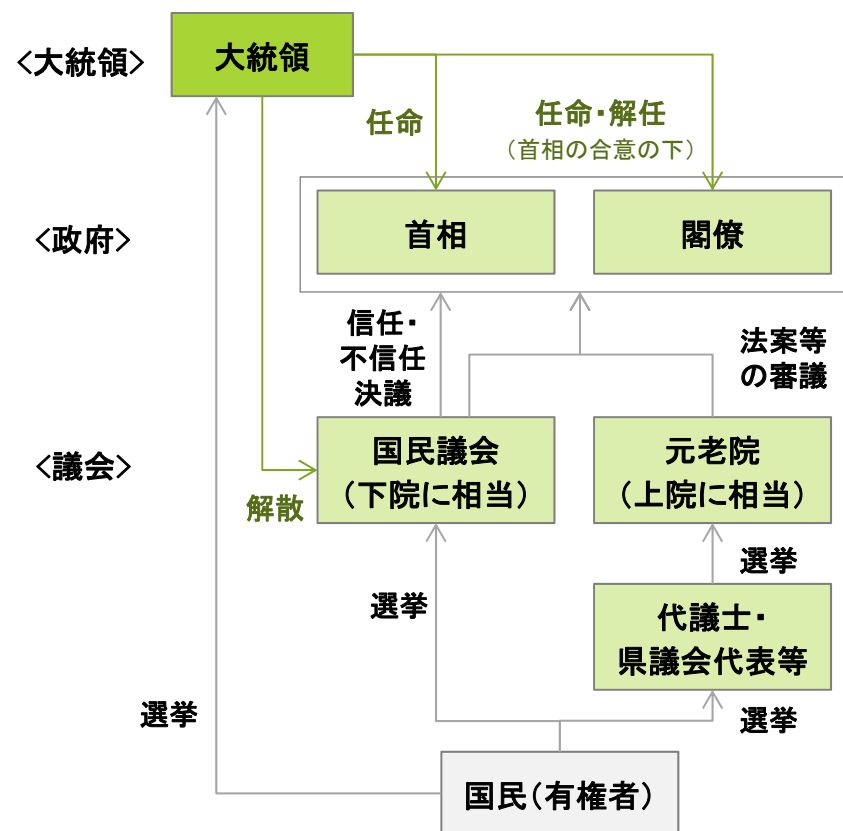 <大統領>
大統領
任命
任命・解任
（首相の合意の下）
<政府>
首相
閣僚
信任・
不信任
決議
法案等
の審議
<議会>
国民議会
（下院に相当）
元老院
（上院に相当）
解散
選挙
選挙
代議士・
県議会代表等
選挙
選挙
国民（有権者）